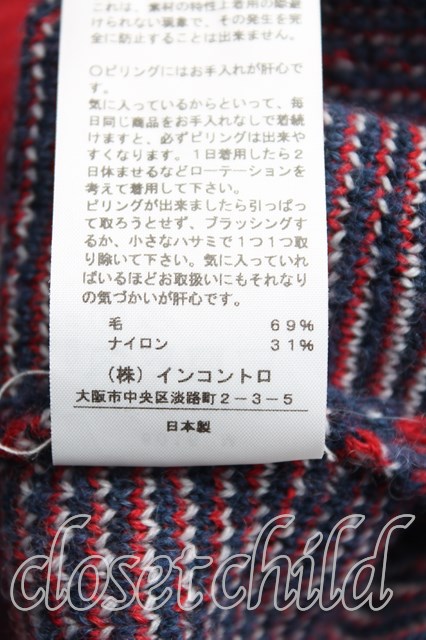 これは、素材の特性上着用の際避
けられない現象で、その発生を完
全に防止することは出来ません。
○ピリングにはお手入れが肝心で
す。
気に入っているからといって、毎
日同じ商品をお手入れなしで着続
けますと、必ずピリングは出来や
すくなります。1日着用したら2
日休ませるなどローテーションを
考えて着用して下さい。
ピリングが出来ましたら引っぱっ
て取ろうとせず、ブラッシングす
るか、小さなハサミで1つ1つ取
り除いて下さい。気に入っていれ
ばいるほどお取扱いにもそれなり
の気づかいが肝心です。
毛 69%
ナイロン 31%
(株)インコントロ
大阪市中央区淡路町2-3-5
日本製
closet child